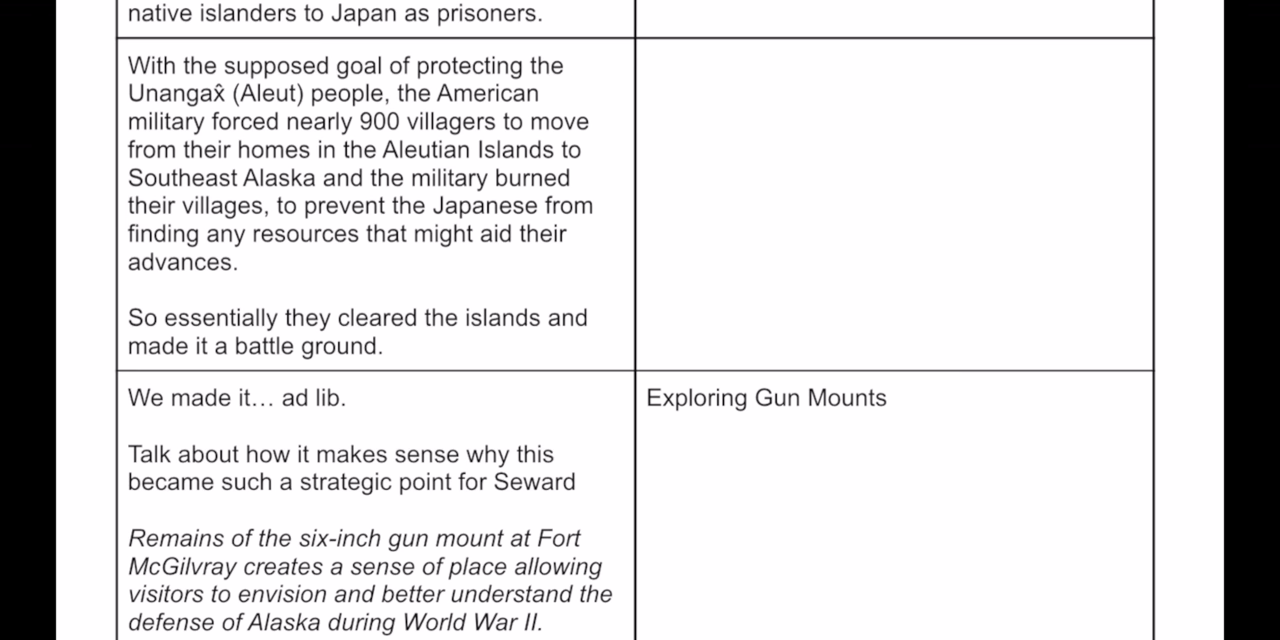 native islanders to Japan as prisoners.
With the supposed goal of protecting the
Unangax̂ (Aleut) people, the American
military forced nearly 900 villagers to move
from their homes in the Aleutian Islands to
Southeast Alaska and the military burned
their villages, to prevent the Japanese from
finding any resources that might aid their
advances.
So essentially they cleared the islands and
made it a battle ground.
We made it… ad lib.
Talk about how it makes sense why this
became such a strategic point for Seward
Remains of the six-inch gun mount at Fort
McGilvray creates a sense of place allowing
visitors to envision and better understand the
defense of Alaska during World War II.
Exploring Gun Mounts